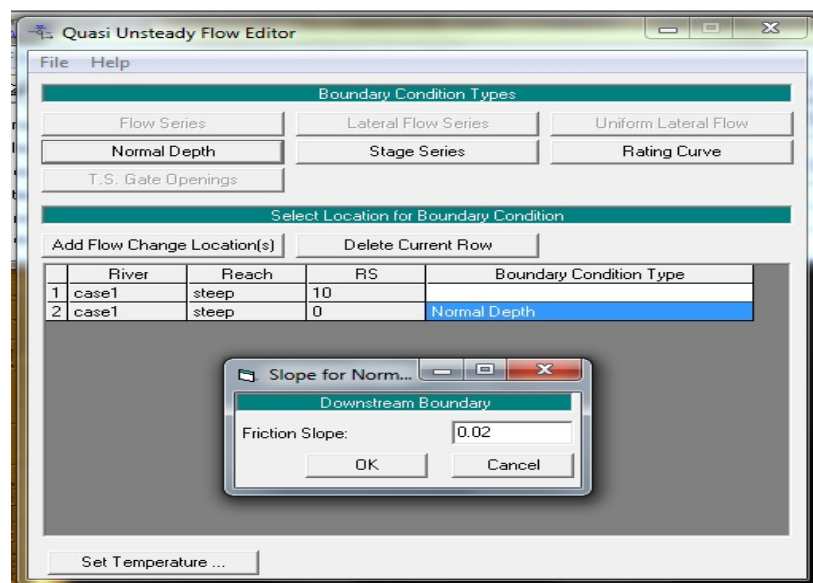 Quasi Unsteady Flow Editor
File Help
Boundary Condition Types
Flow Series Lateral Flow Series Uniform Lateral Flow
Normal Depth Stage Series Rating Curve
T.S. Gate Openings
Select Location for Boundary Condition
Add Flow Change Location(s) Delete Current Row
River Reach RS Boundary Condition Type
1 case1 steep 10
2 case1 steep 0 Normal Depth
Slope for Norm...
Downstream Boundary
Friction Slope: 0.02
OK Cancel
Set Temperature ...